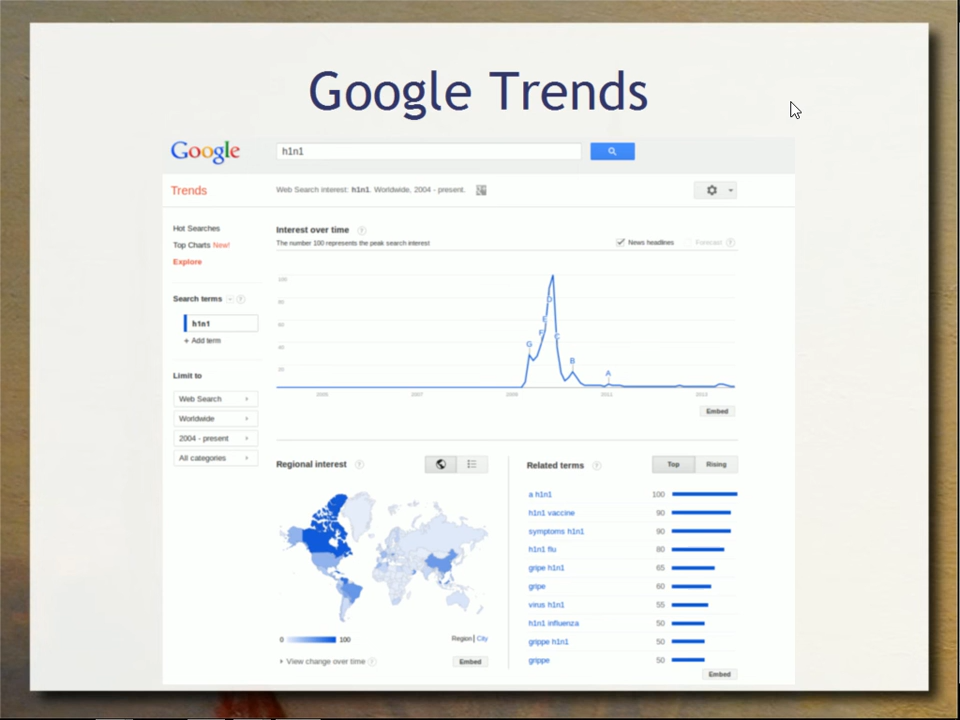 Google Trends
Google
h1n1
Trends
Web Search interest: h1n1. Worldwide, 2004 - present.
Hot Searches
Top Charts New!
Explore
Search terms
h1n1
+ Add term
Limit to
Web Search
Worldwide
2004 - present
All categories
Interest over time
The number 100 represents the peak search interest
News headlines
Forecast
100
80
60
40
20
G
F
E
D
C
B
A
2005
2007
2009
2011
2013
Embed
Regional interest
0
100
Region | City
View change over time
Embed
Related terms
Top
Rising
a h1n1 100
h1n1 vaccine 90
symptoms h1n1 90
h1n1 flu 80
gripe h1n1 65
gripe 60
virus h1n1 55
h1n1 influenza 50
grippe h1n1 50
grippe 50
Embed